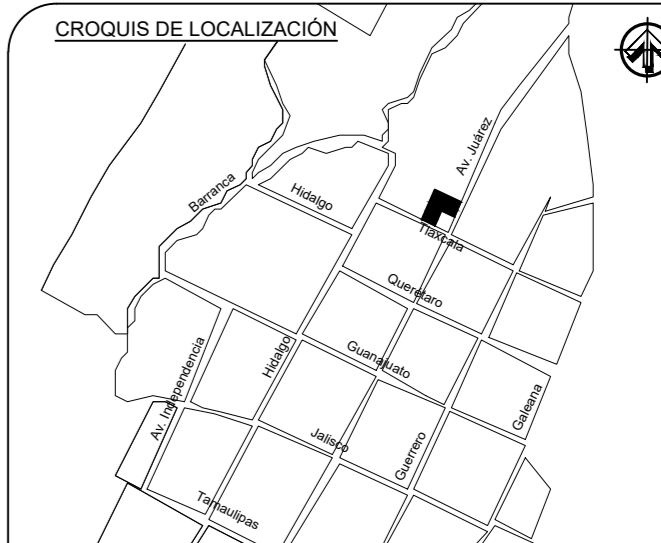 CROQUIS DE LOCALIZACIÓN
Av. Juárez
Barranca
Hidalgo
Tlaxcala
Querétaro
Av. Independencia
Hidalgo
Guanajuato
Galeana
Jalisco
Guerrero
Tamaulipas